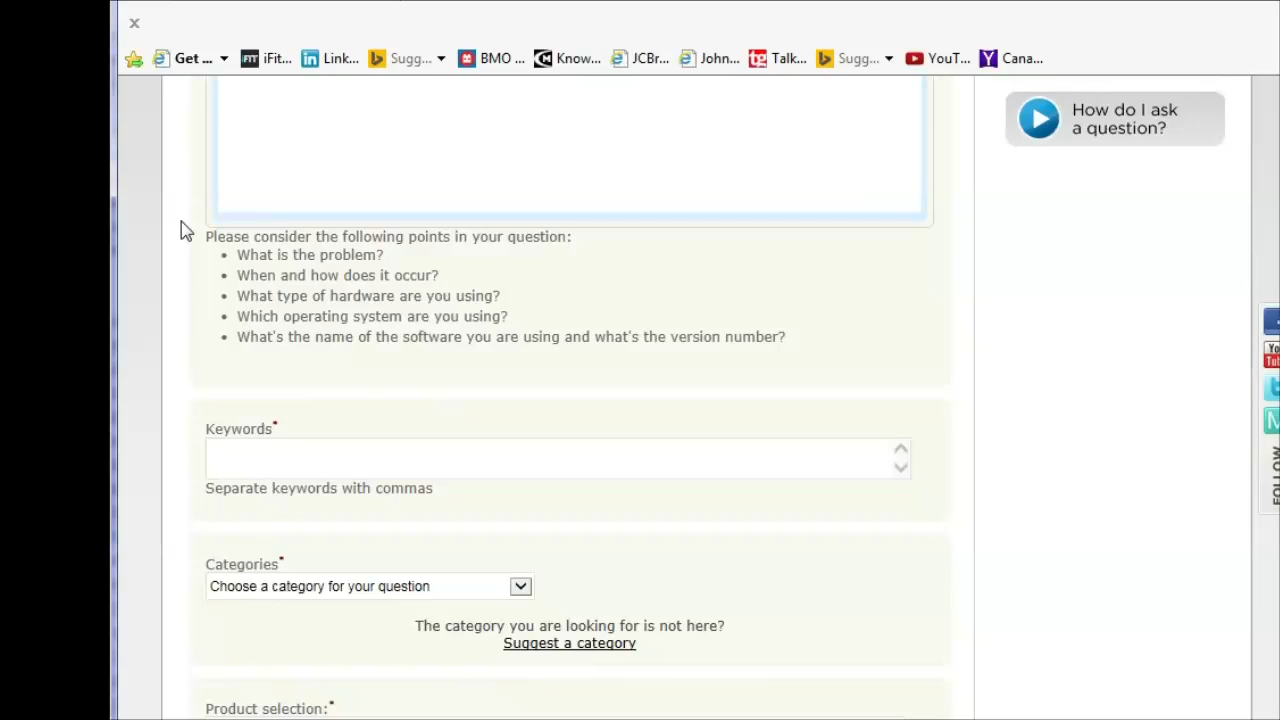 x
Get ... iFit... Link... Sugg... BMO ... Know... JCBr... John... Talk... Sugg... YouT... Cana...
How do I ask
a question?
Please consider the following points in your question:
• What is the problem?
• When and how does it occur?
• What type of hardware are you using?
• Which operating system are you using?
• What's the name of the software you are using and what's the version number?
Keywords*
Separate keywords with commas
Categories*
Choose a category for your question
The category you are looking for is not here?
Suggest a category
Product selection:*
FOLLOW